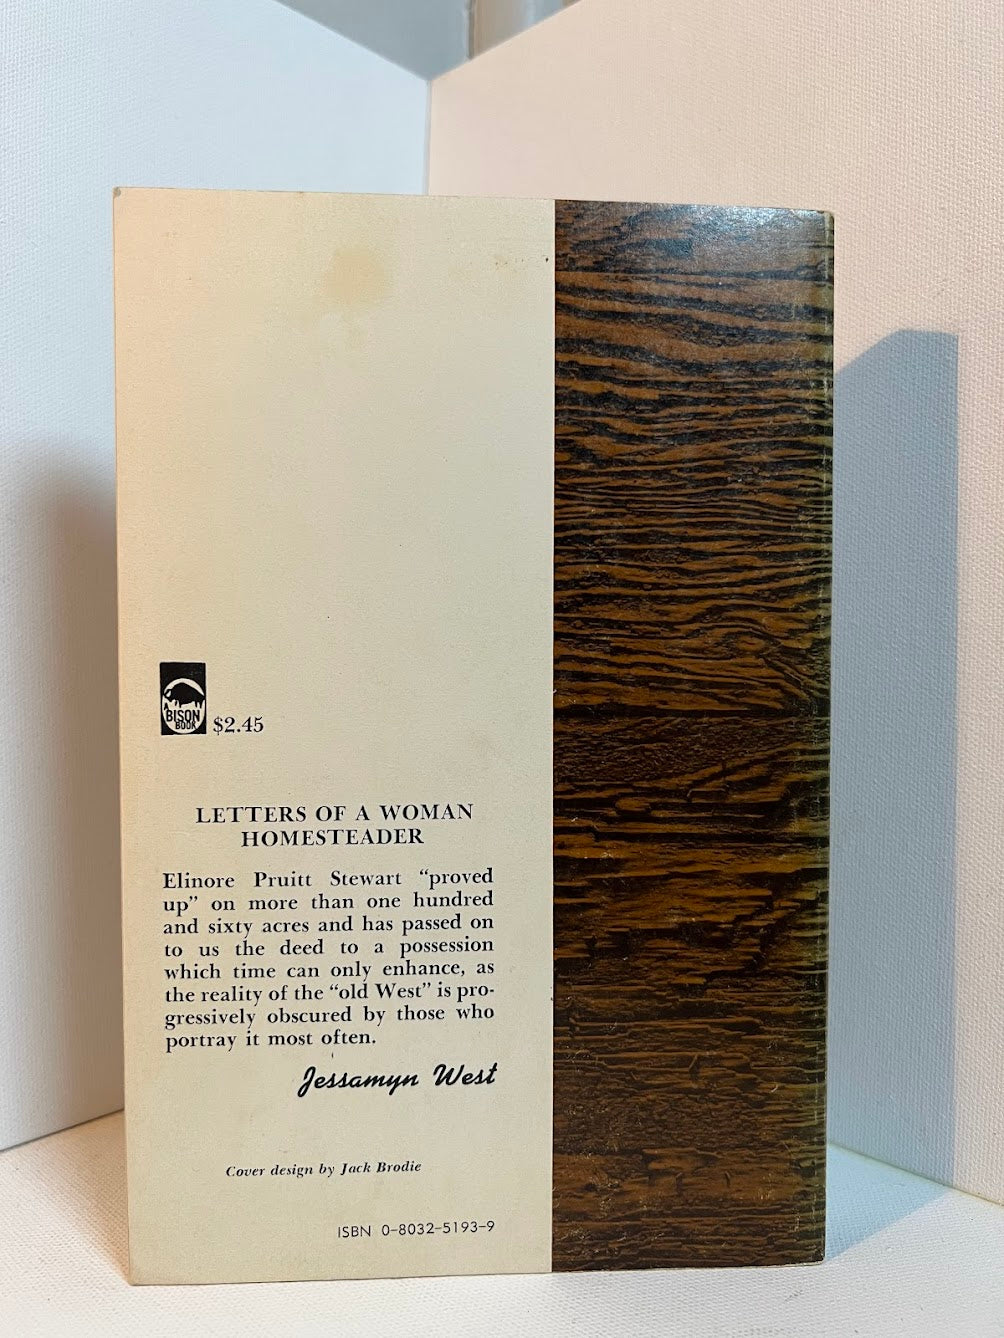 BISON
BOOK
$2.45
LETTERS OF A WOMAN
HOMESTEADER
Elinore Pruitt Stewart “proved
up” on more than one hundred
and sixty acres and has passed on
to us the deed to a possession
which time can only enhance, as
the reality of the “old West” is pro-
gressively obscured by those who
portray it most often.
Jessamyn West
Cover design by Jack Brodie
ISBN 0-8032-5193-9